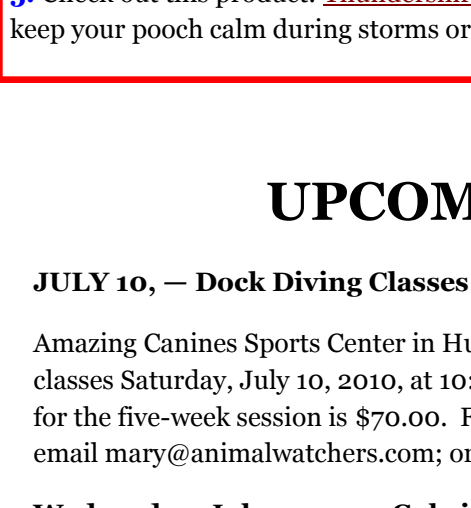 5. Check out this product: Thundershir
keep your pooch calm during storms or
UPCOM
JULY 10, — Dock Diving Classes
Amazing Canines Sports Center in Hu
classes Saturday, July 10, 2010, at 10:
for the five-week session is $70.00. F
email mary@animalwatchers.com; or